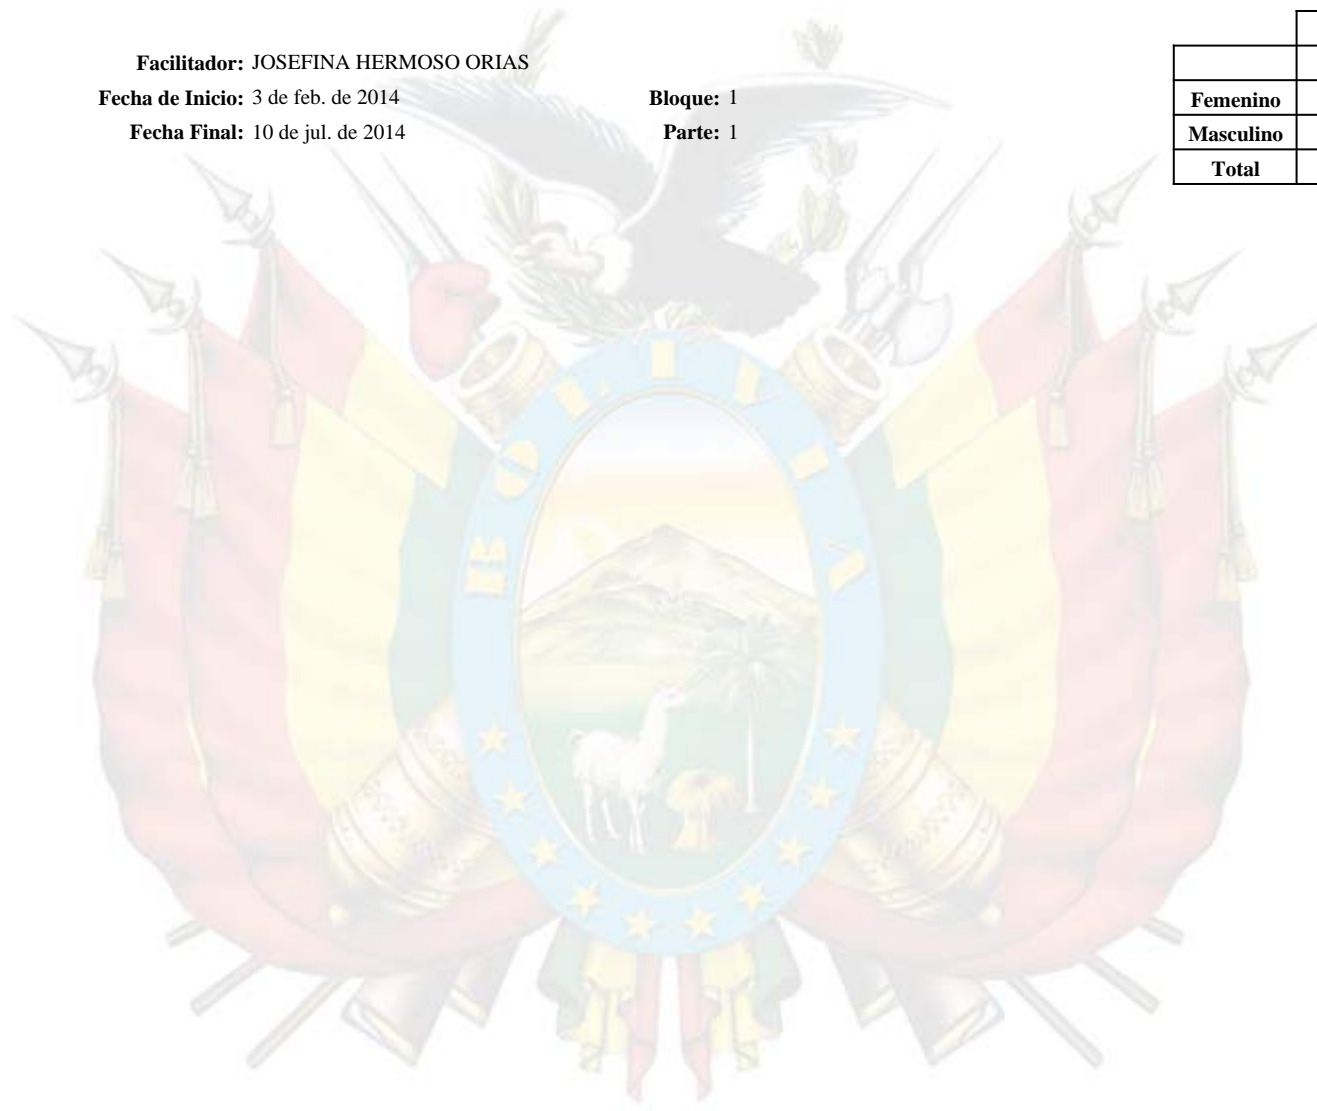 Facilitador: JOSEFINA HERMOSO ORIAS
Fecha de Inicio: 3 de feb. de 2014 Bloque: 1
Fecha Final: 10 de jul. de 2014 Parte: 1
Femenino
Masculino
Total
BOLIVIA